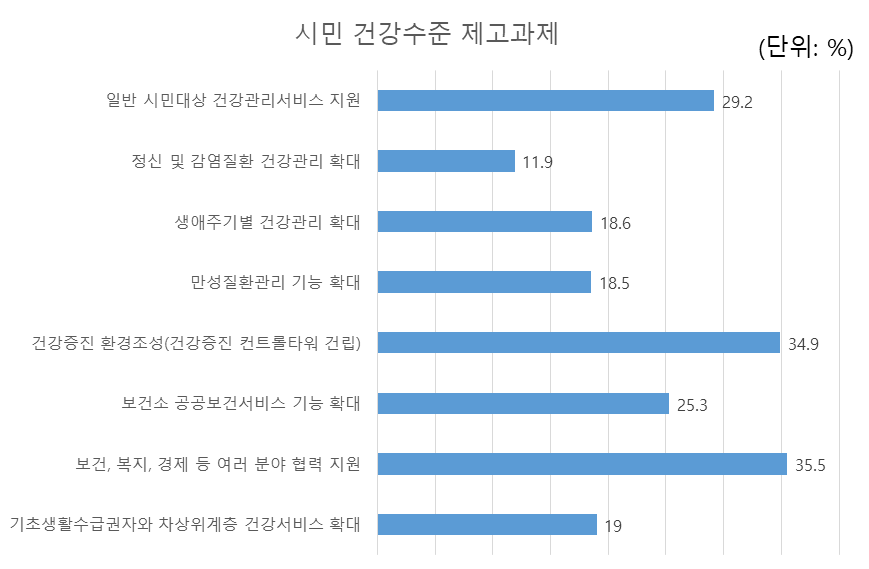 시민 건강수준 제고과제
(단위: %)
일반 시민대상 건강관리서비스 지원 29.2
정신 및 감염질환 건강관리 확대 11.9
생애주기별 건강관리 확대 18.6
만성질환관리 기능 확대 18.5
건강증진 환경조성(건강증진 컨트롤타워 건립) 34.9
보건소 공공보건서비스 기능 확대 25.3
보건, 복지, 경제 등 여러 분야 협력 지원 35.5
기초생활수급권자와 차상위계층 건강서비스 확대 19